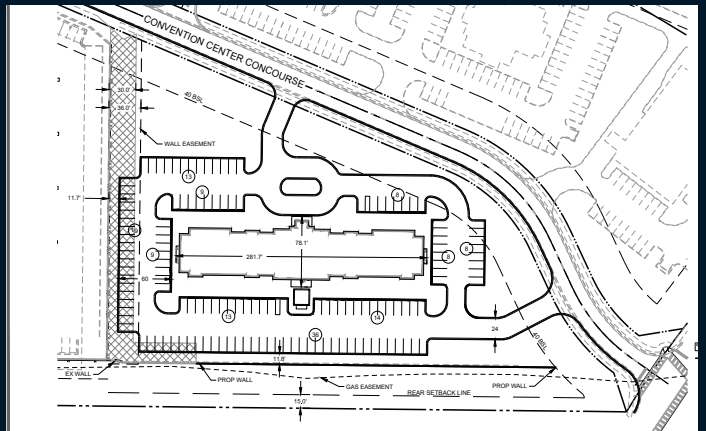 CONVENTION CENTER CONCOURSE
30.0'
36.0'
40 BSL
WALL EASEMENT
13
9
8
11.7'
9
78.1'
281.7'
8
8
60
13
14
36
24
40 BSL
11.8'
EX WALL
PROP WALL
GAS EASEMENT
REAR SETBACK LINE
PROP WALL
15.0'